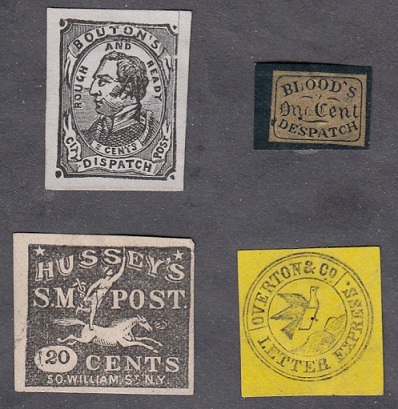 BOUTON'S
ROUGH AND READY
2 CENTS
CITY DISPATCH POST
BLOOD'S
One Cent
DESPATCH
HUSSEY'S
S.M. POST
20 CENTS
50. WILLIAM. ST. N.Y.
OVERTON & CO.
LETTER EXPRESS.